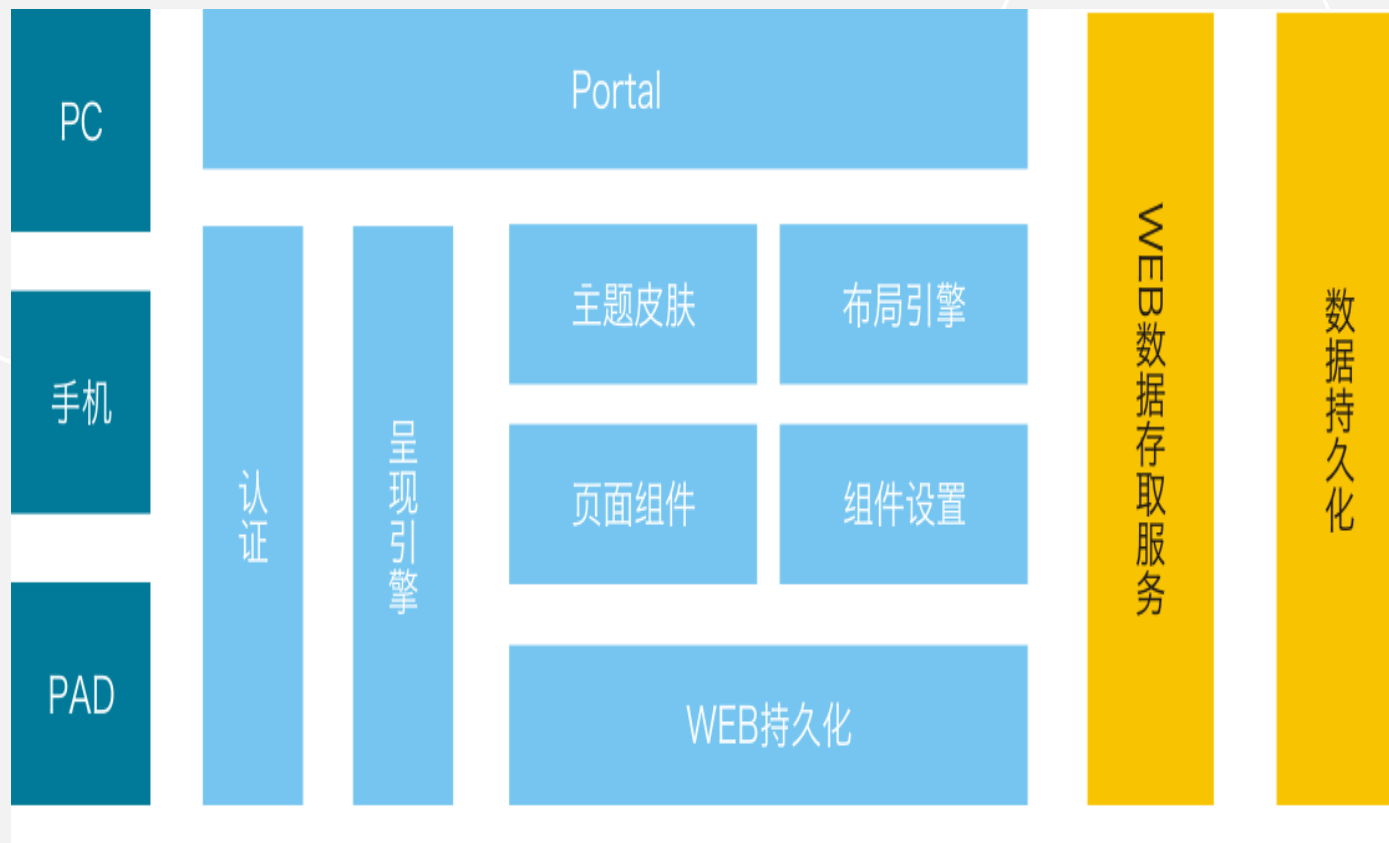 PC
手机
PAD
Portal
认证
呈现引擎
主题皮肤
布局引擎
页面组件
组件设置
WEB持久化
WEB数据存取服务
数据持久化